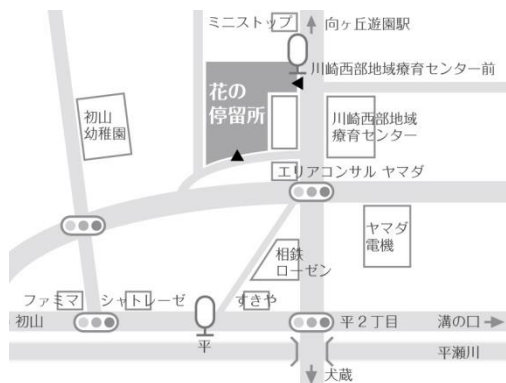 ミニストップ
向ヶ丘遊園駅
川崎西部地域療育センター前
花の
停留所
初山
幼稚園
川崎西部地域
療育センター
エリアコンサル ヤマダ
ヤマダ
電機
相鉄
ローゼン
ファミマ
シャトレーゼ
すきや
初山
平
平２丁目
溝の口
平瀬川
犬蔵